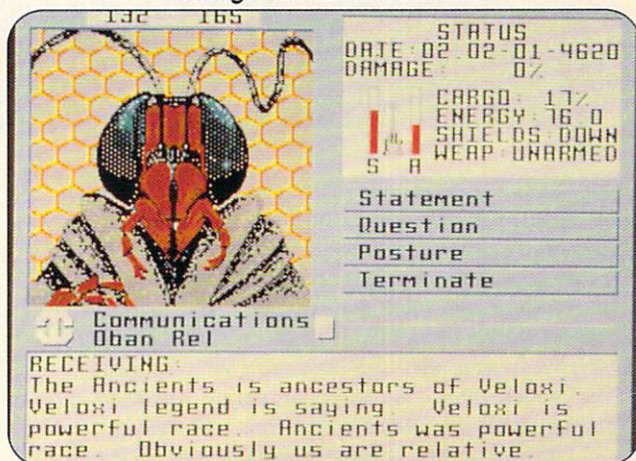 132 165
STATUS
DATE:02.02-01-4620
DAMAGE: 0%
CARGO: 17%
ENERGY:76.0
SHIELDS:DOWN
WEAP:UNARMED
S A
Statement
Question
Posture
Terminate
Communications
Oban Rel
RECEIVING:
The Ancients is ancestors of Veloxi.
Veloxi legend is saying. Veloxi is
powerful race. Ancients was powerful
race. Obviously us are relative.